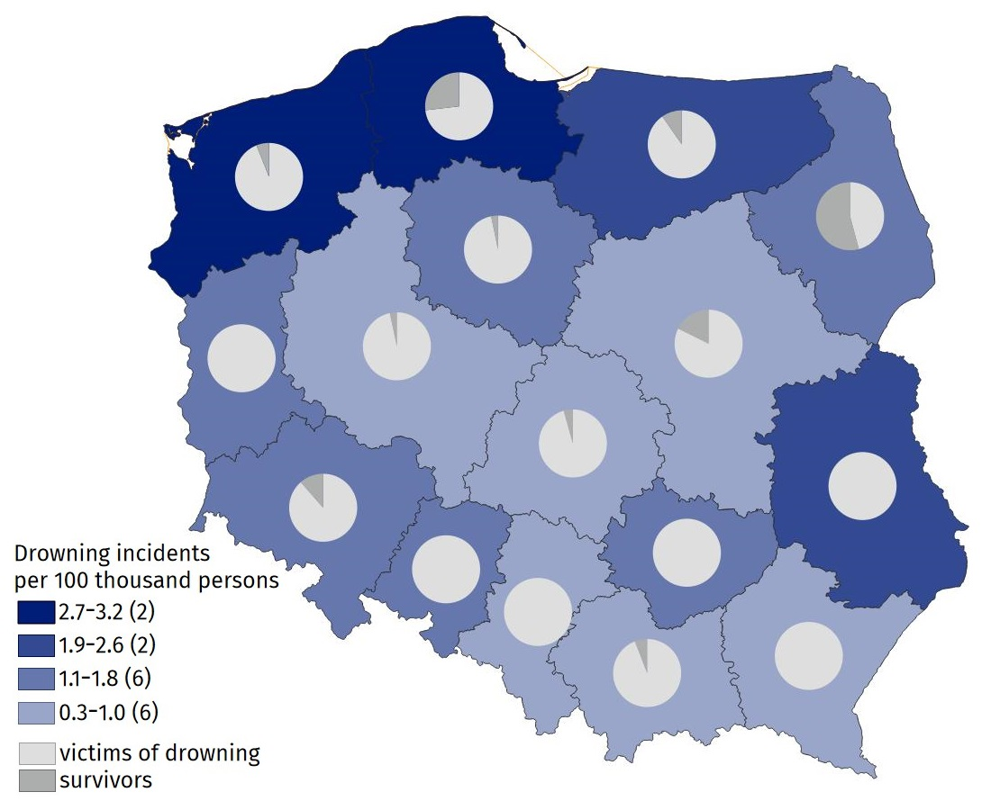 Drowning incidents
per 100 thousand persons
2.7-3.2 (2)
1.9-2.6 (2)
1.1-1.8 (6)
0.3-1.0 (6)
victims of drowning
survivors